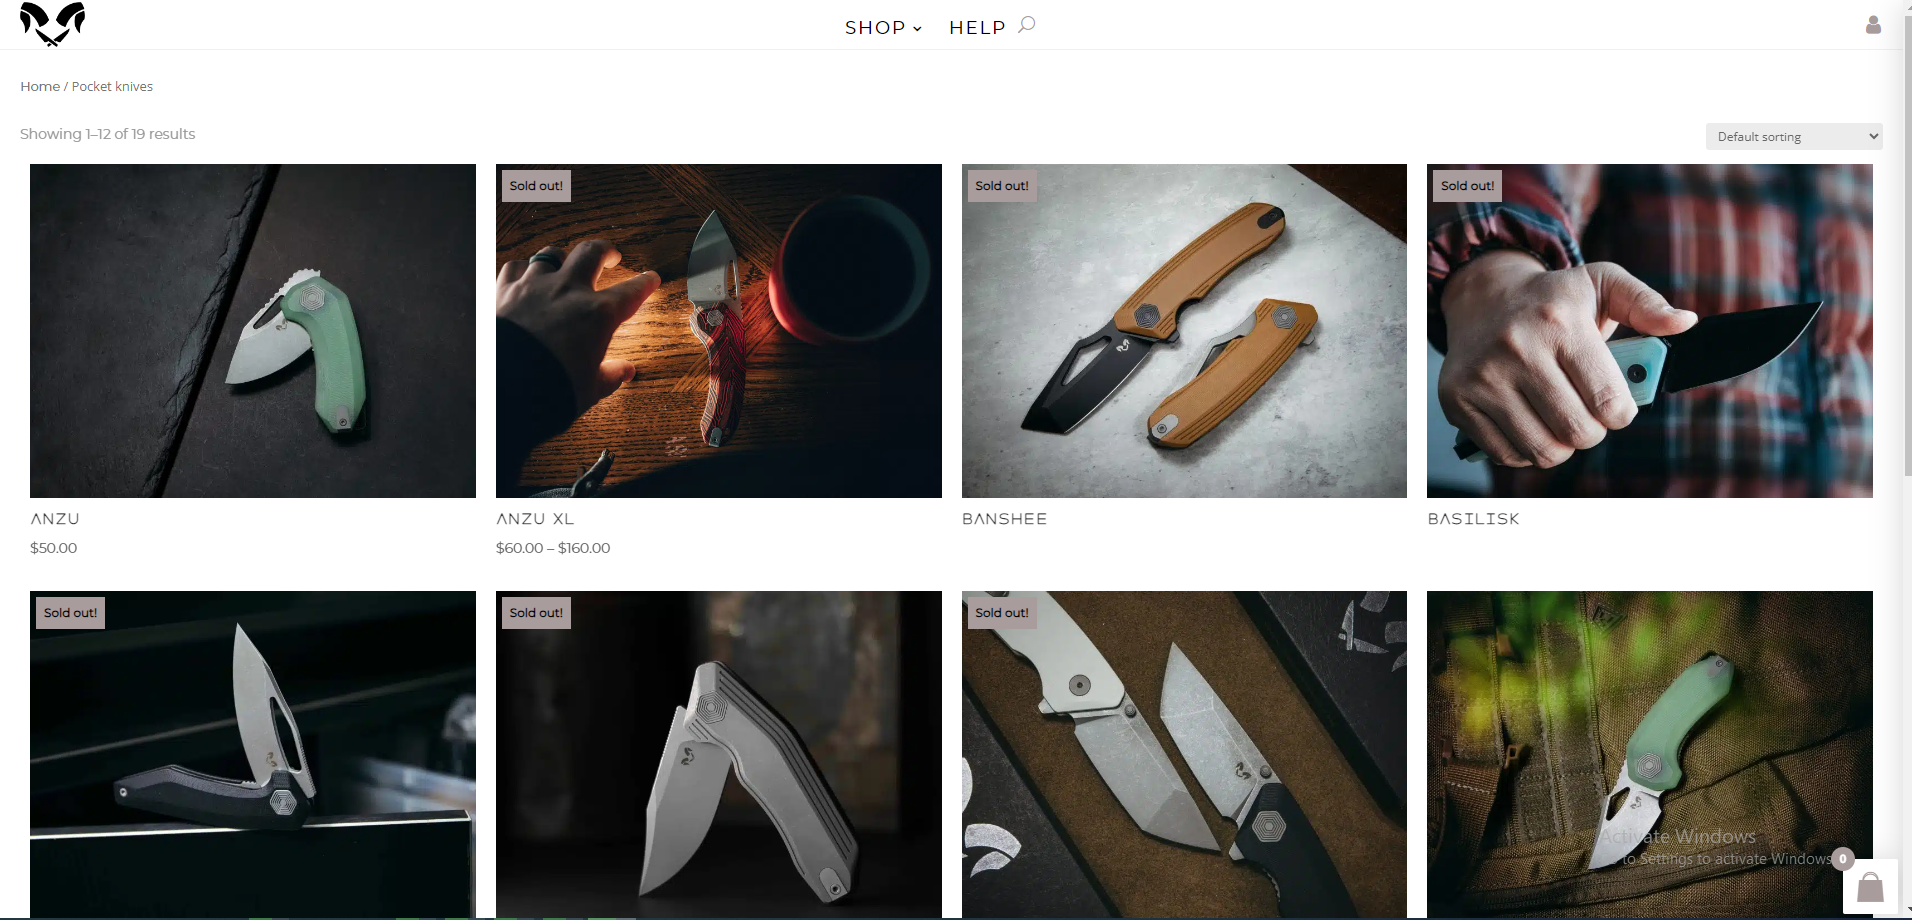 SHOP HELP
Home / Pocket knives
Showing 1–12 of 19 results
Default sorting
Sold out!
Sold out!
Sold out!
ANZU
ANZU XL
BANSHEE
BASILISK
$50.00
$60.00 – $160.00
Sold out!
Sold out!
Sold out!
Activate Windows
to Settings to activate Windows
0